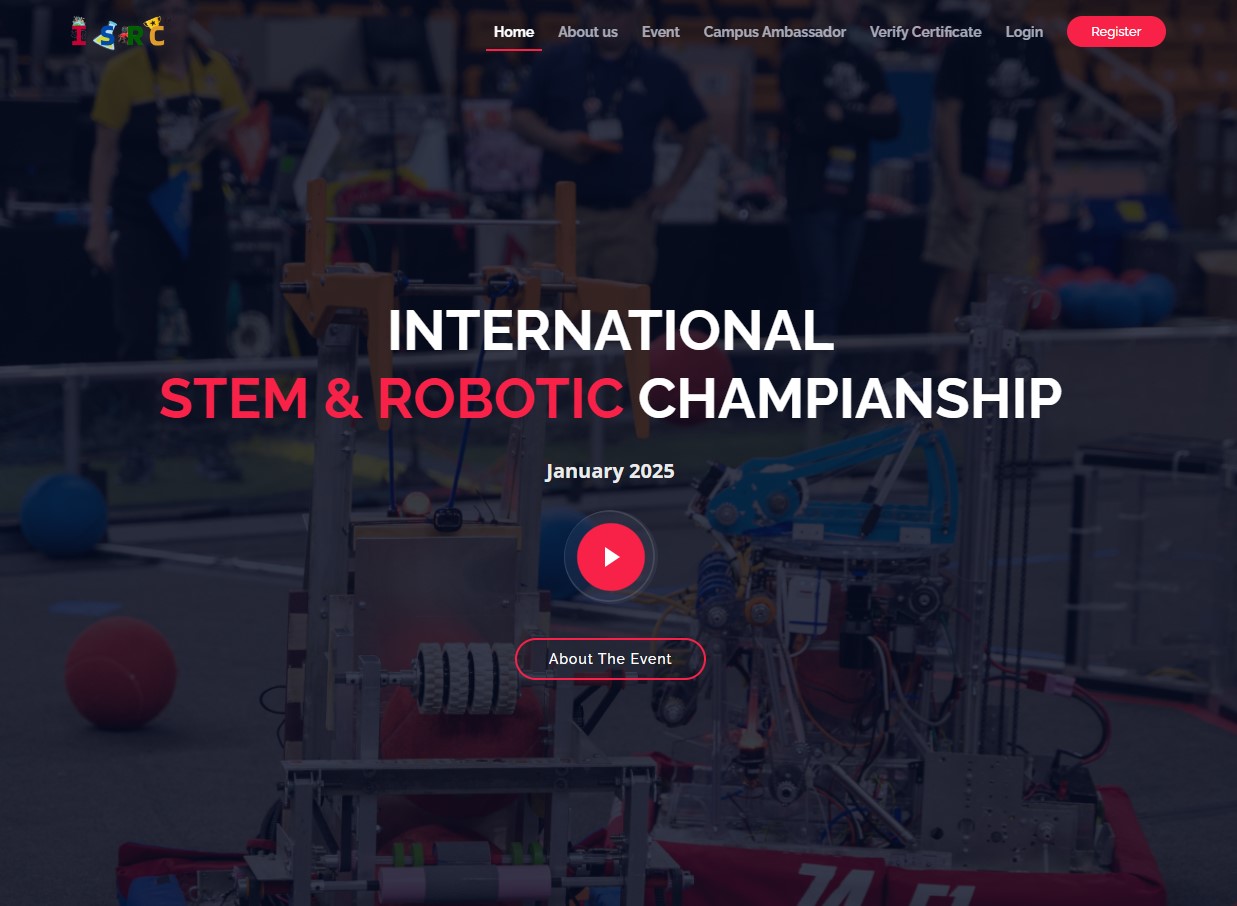 ISRC
Home About us Event Campus Ambassador Verify Certificate Login Register
INTERNATIONAL
STEM & ROBOTIC CHAMPIANSHIP
January 2025
About The Event